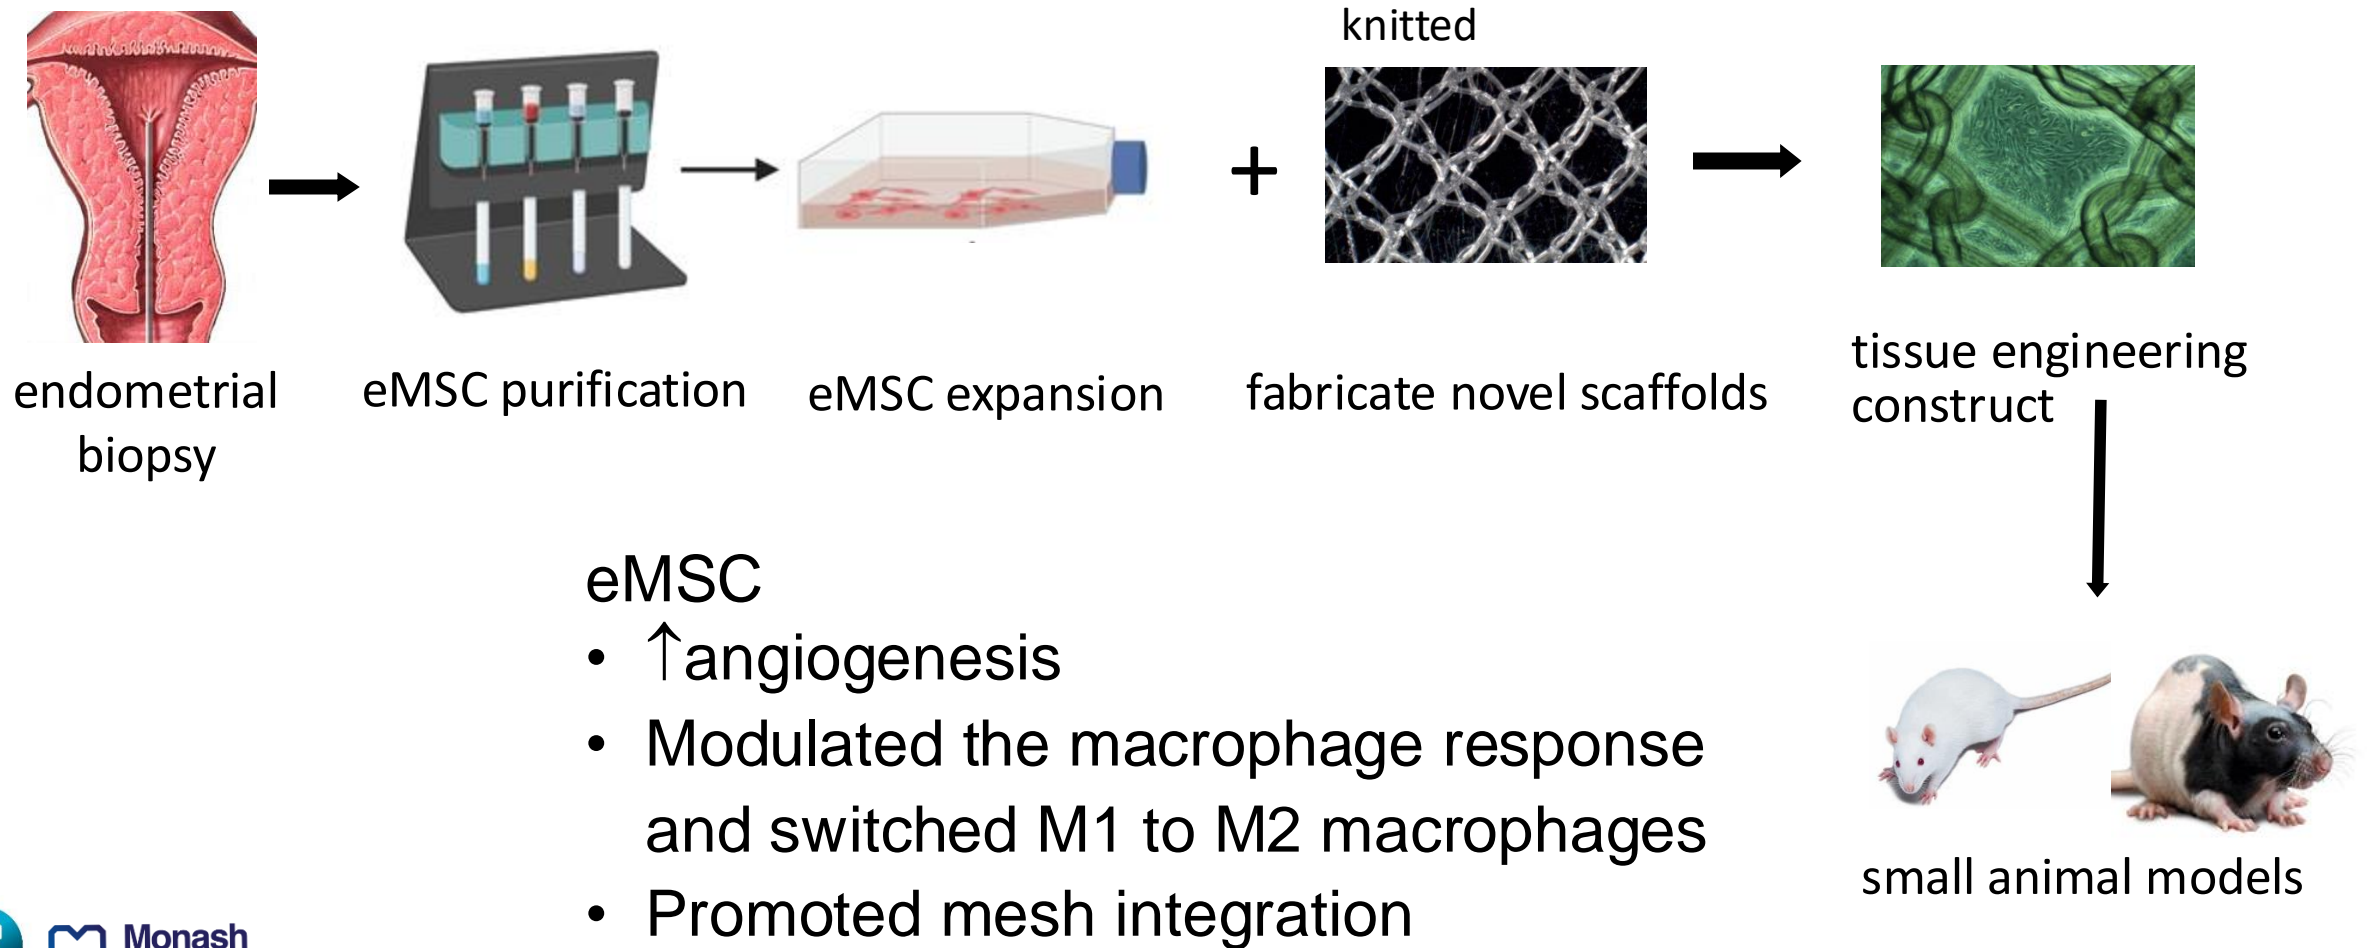 knitted
+
endometrial
biopsy
eMSC purification
eMSC expansion
fabricate novel scaffolds
tissue engineering
construct
eMSC
• ↑angiogenesis
• Modulated the macrophage response
and switched M1 to M2 macrophages
• Promoted mesh integration
small animal models
Monash